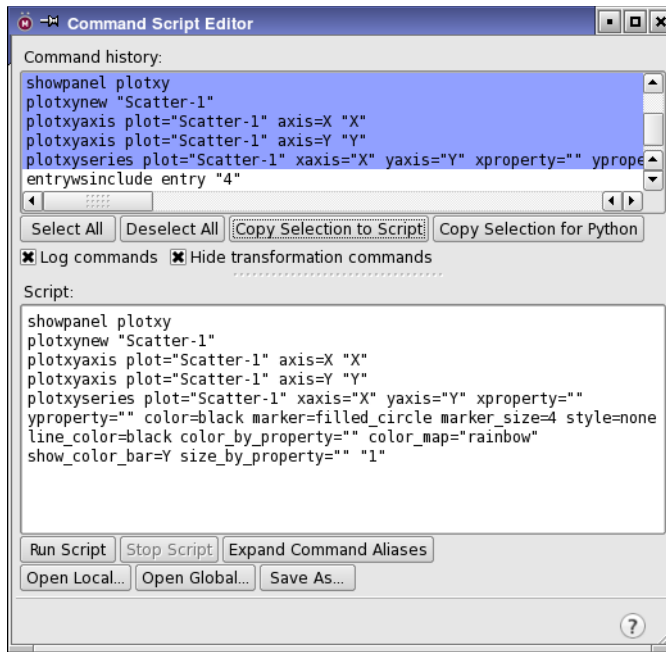 Command Script Editor
Command history:
showpanel plotxy
plotxynew "Scatter-1"
plotxyaxis plot="Scatter-1" axis=X "X"
plotxyaxis plot="Scatter-1" axis=Y "Y"
plotxyseries plot="Scatter-1" xaxis="X" yaxis="Y" xproperty="" yprope
entrywsinclude entry "4"
Select All Deselect All Copy Selection to Script Copy Selection for Python
Log commands Hide transformation commands
Script:
showpanel plotxy
plotxynew "Scatter-1"
plotxyaxis plot="Scatter-1" axis=X "X"
plotxyaxis plot="Scatter-1" axis=Y "Y"
plotxyseries plot="Scatter-1" xaxis="X" yaxis="Y" xproperty=""
yproperty="" color=black marker=filled_circle marker_size=4 style=none
line_color=black color_by_property="" color_map="rainbow"
show_color_bar=Y size_by_property="" "1"
Run Script Stop Script Expand Command Aliases
Open Local... Open Global... Save As...
?